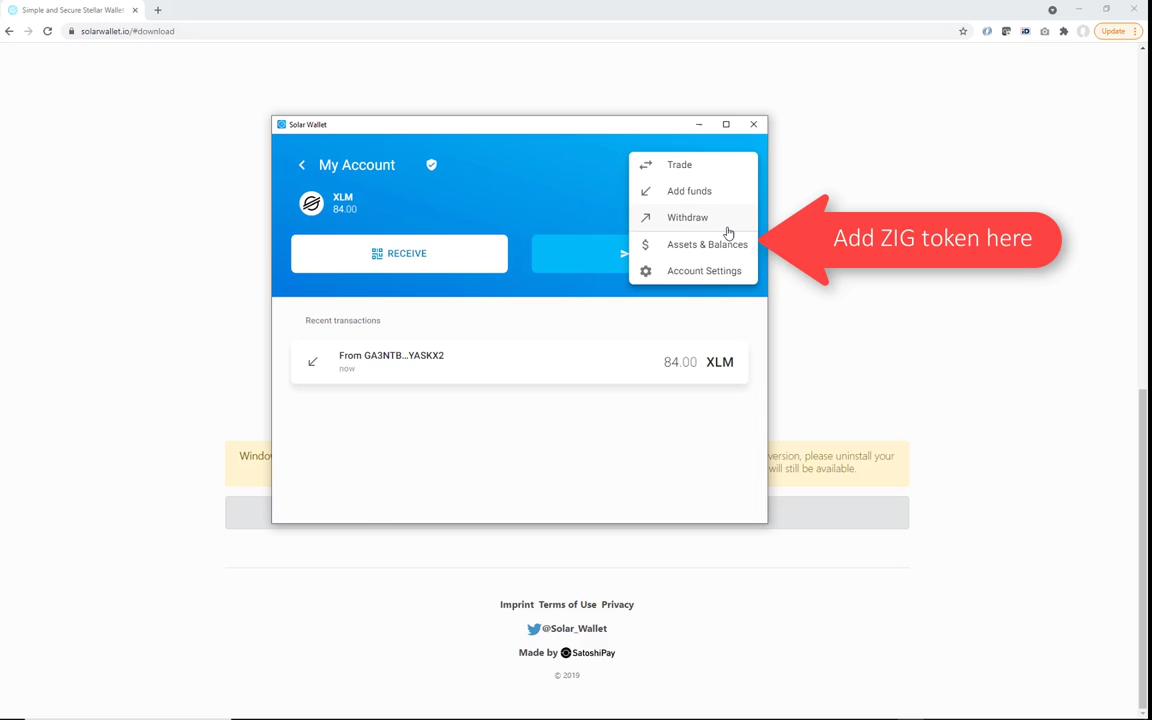 Simple and Secure Stellar Wallet
solarwallet.io/#download
Update
Solar Wallet
My Account
XLM
84.00
RECEIVE
Trade
Add funds
Withdraw
Assets & Balances
Account Settings
Add ZIG token here
Recent transactions
From GA3NTB...YASKX2
now
84.00 XLM
version, please uninstall your
will still be available.
Imprint Terms of Use Privacy
@Solar_Wallet
Made by SatoshiPay
© 2019